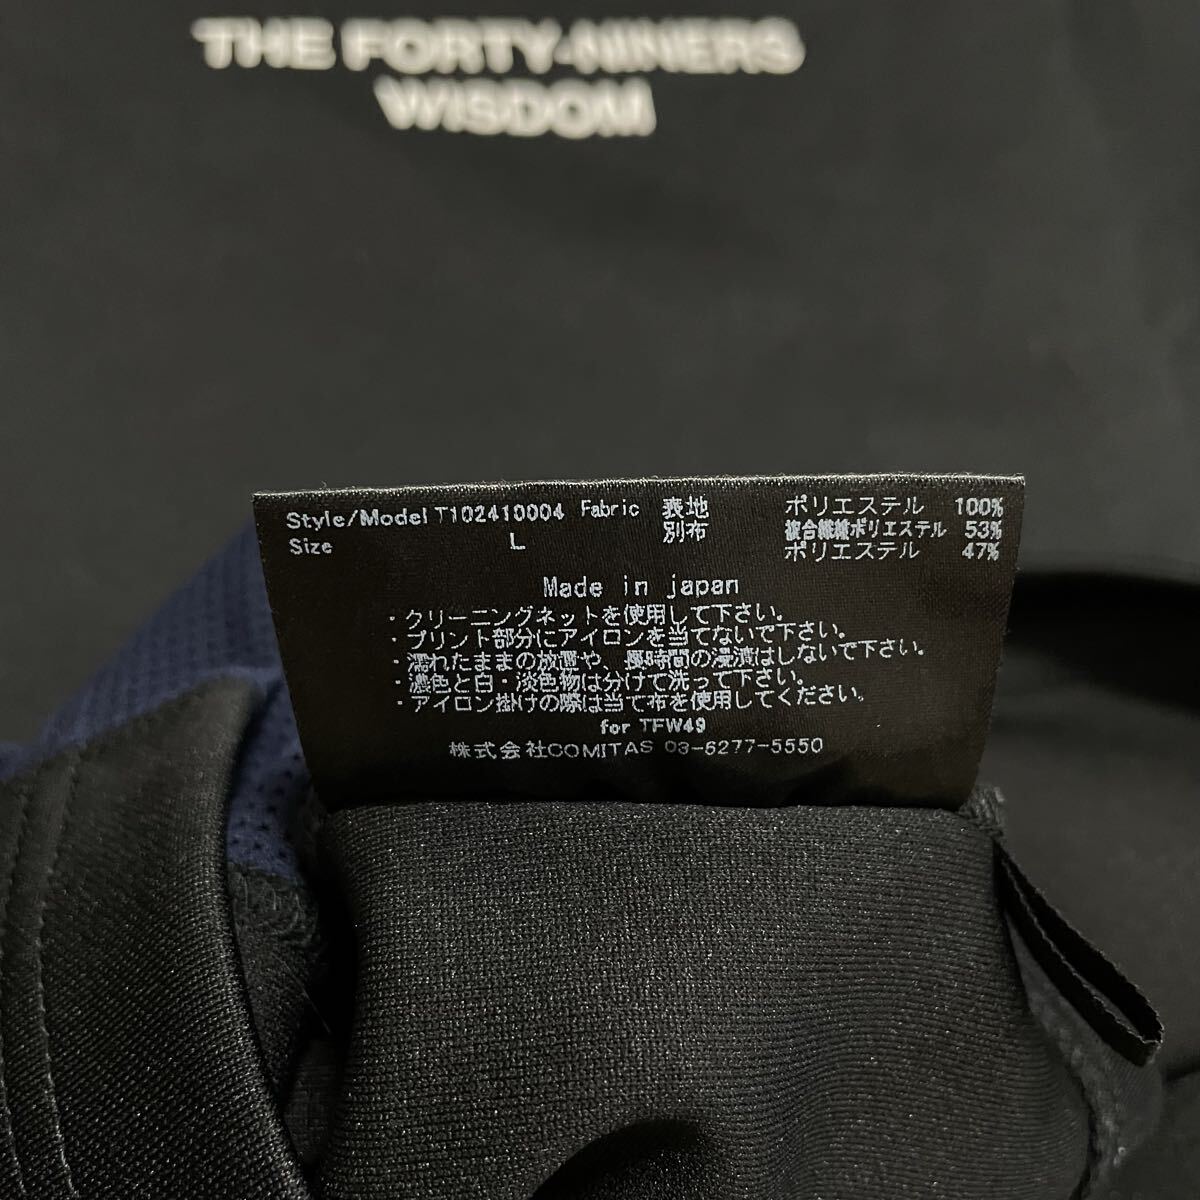 THE FORTY-NINERS
WISDOM
Style/Model T102410004 Fabric 表地 ポリエステル 100%
Size L 別布 複合繊維ポリエステル 53%
ポリエステル 47%
Made in japan
・クリーニングネットを使用して下さい。
・プリント部分にアイロンを当てないで下さい。
・濡れたままの放置や、長時間の浸漬はしないで下さい。
・濃色と白・淡色物は分けて洗って下さい。
・アイロン掛けの際は当て布を使用してください。
for TFW49
株式会社COMITAS 03-6277-5550